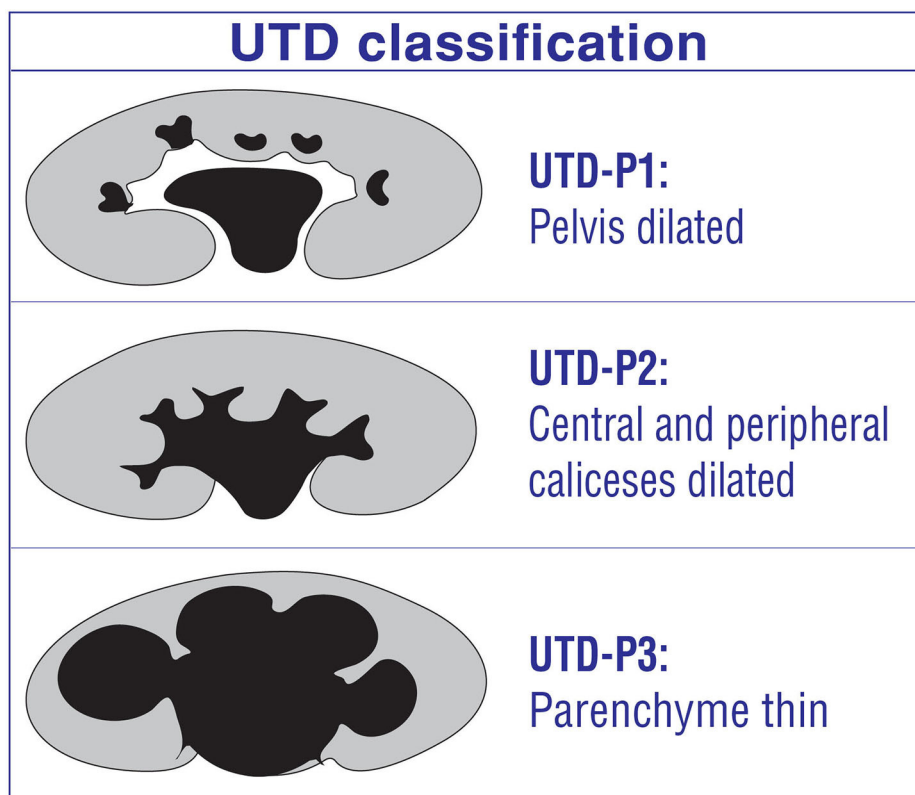 UTD classification
UTD-P1:
Pelvis dilated
UTD-P2:
Central and peripheral
caliceses dilated
UTD-P3:
Parenchyme thin